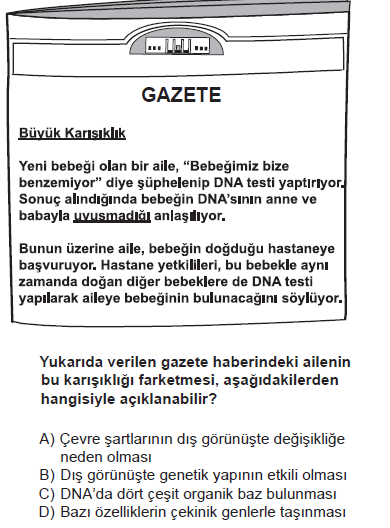 GAZETE
Büyük Karışıklık
Yeni bebeği olan bir aile, “Bebeğimiz bize
benzemiyor” diye şüphelenip DNA testi yaptırıyor.
Sonuç alındığında bebeğin DNA’sının anne ve
babayla uyuşmadığı anlaşılıyor.
Bunun üzerine aile, bebeğin doğduğu hastaneye
başvuruyor. Hastane yetkilileri, bu bebekle aynı
zamanda doğan diğer bebeklere de DNA testi
yapılarak aileye bebeğinin bulunacağını söylüyor.
Yukarıda verilen gazete haberindeki ailenin
bu karışıklığı farketmesi, aşağıdakilerden
hangisiyle açıklanabilir?
A) Çevre şartlarının dış görünüşte değişikliğe
neden olması
B) Dış görünüşte genetik yapının etkili olması
C) DNA’da dört çeşit organik baz bulunması
D) Bazı özelliklerin çekinik genlerle taşınması